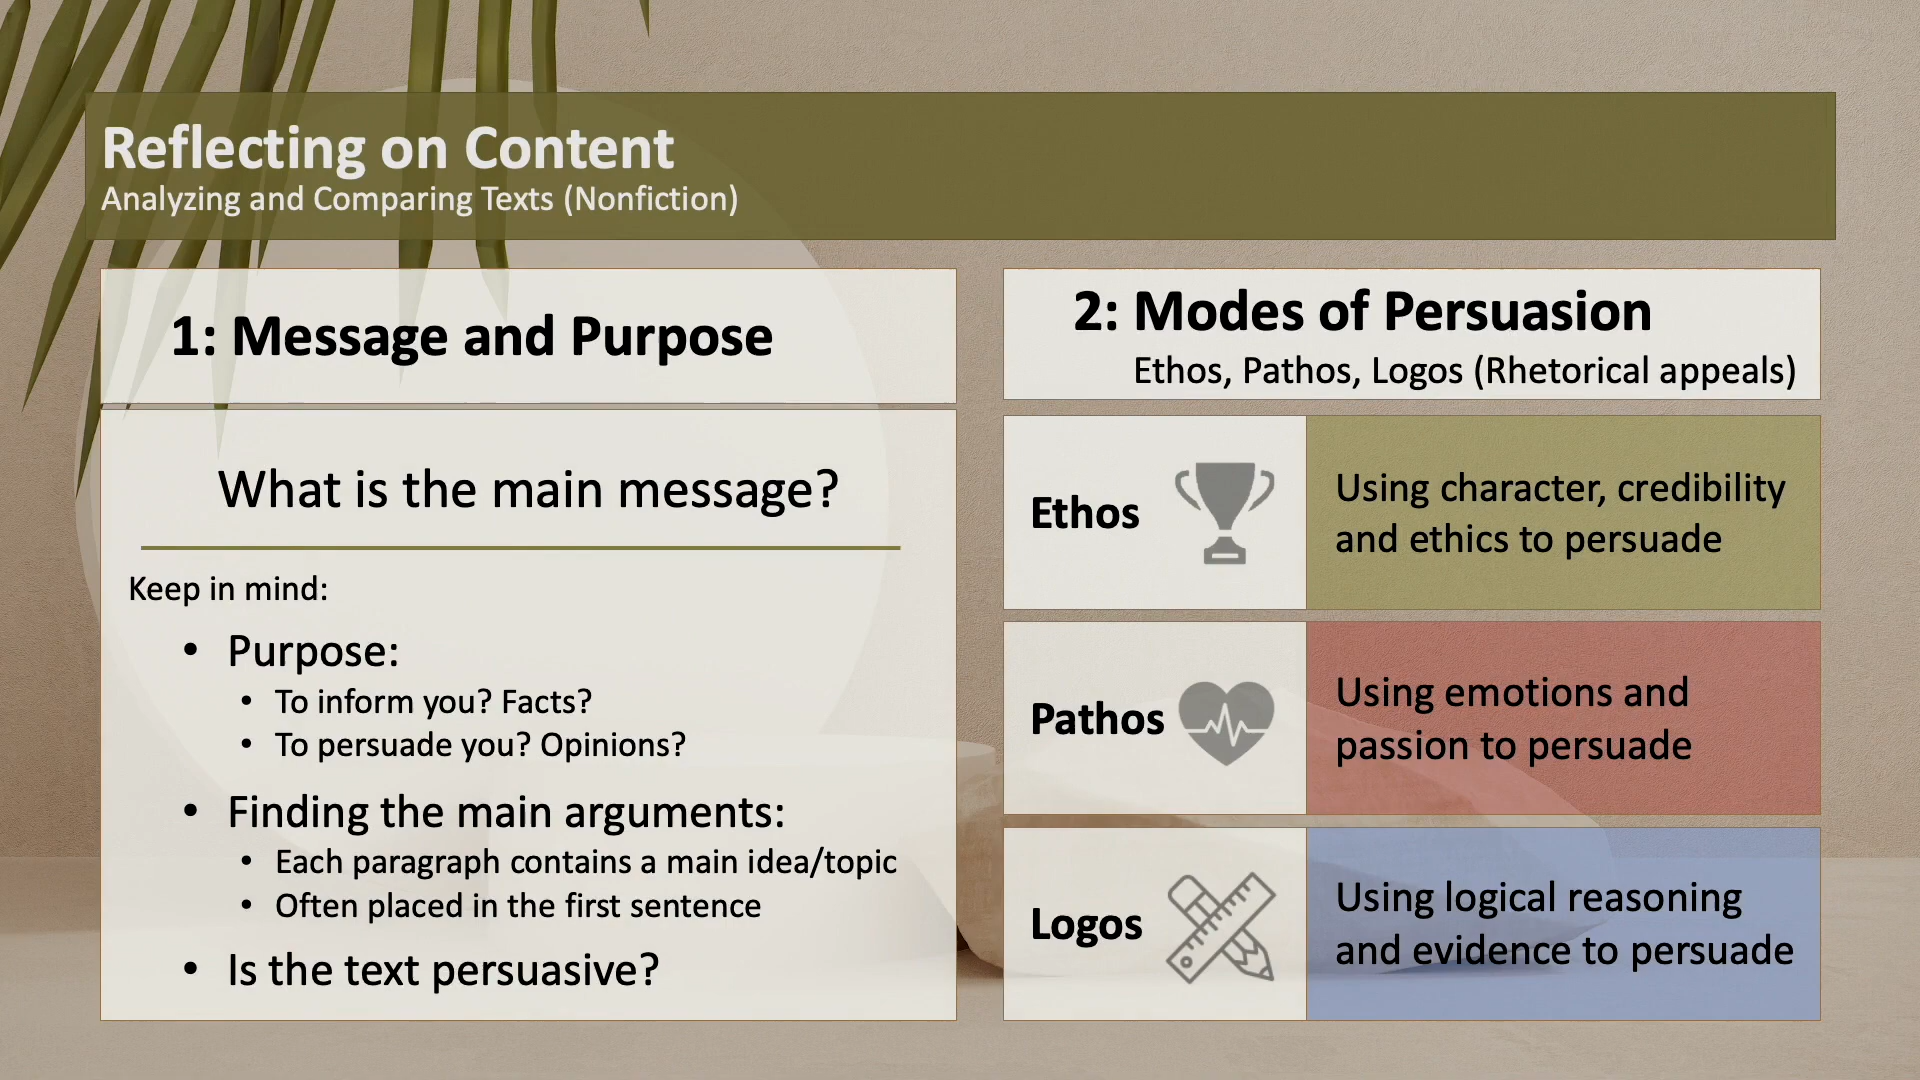 Reflecting on Content
Analyzing and Comparing Texts (Nonfiction)
1: Message and Purpose
What is the main message?
Keep in mind:
• Purpose:
• To inform you? Facts?
• To persuade you? Opinions?
• Finding the main arguments:
• Each paragraph contains a main idea/topic
• Often placed in the first sentence
• Is the text persuasive?
2: Modes of Persuasion
Ethos, Pathos, Logos (Rhetorical appeals)
Ethos
Using character, credibility
and ethics to persuade
Pathos
Using emotions and
passion to persuade
Logos
Using logical reasoning
and evidence to persuade